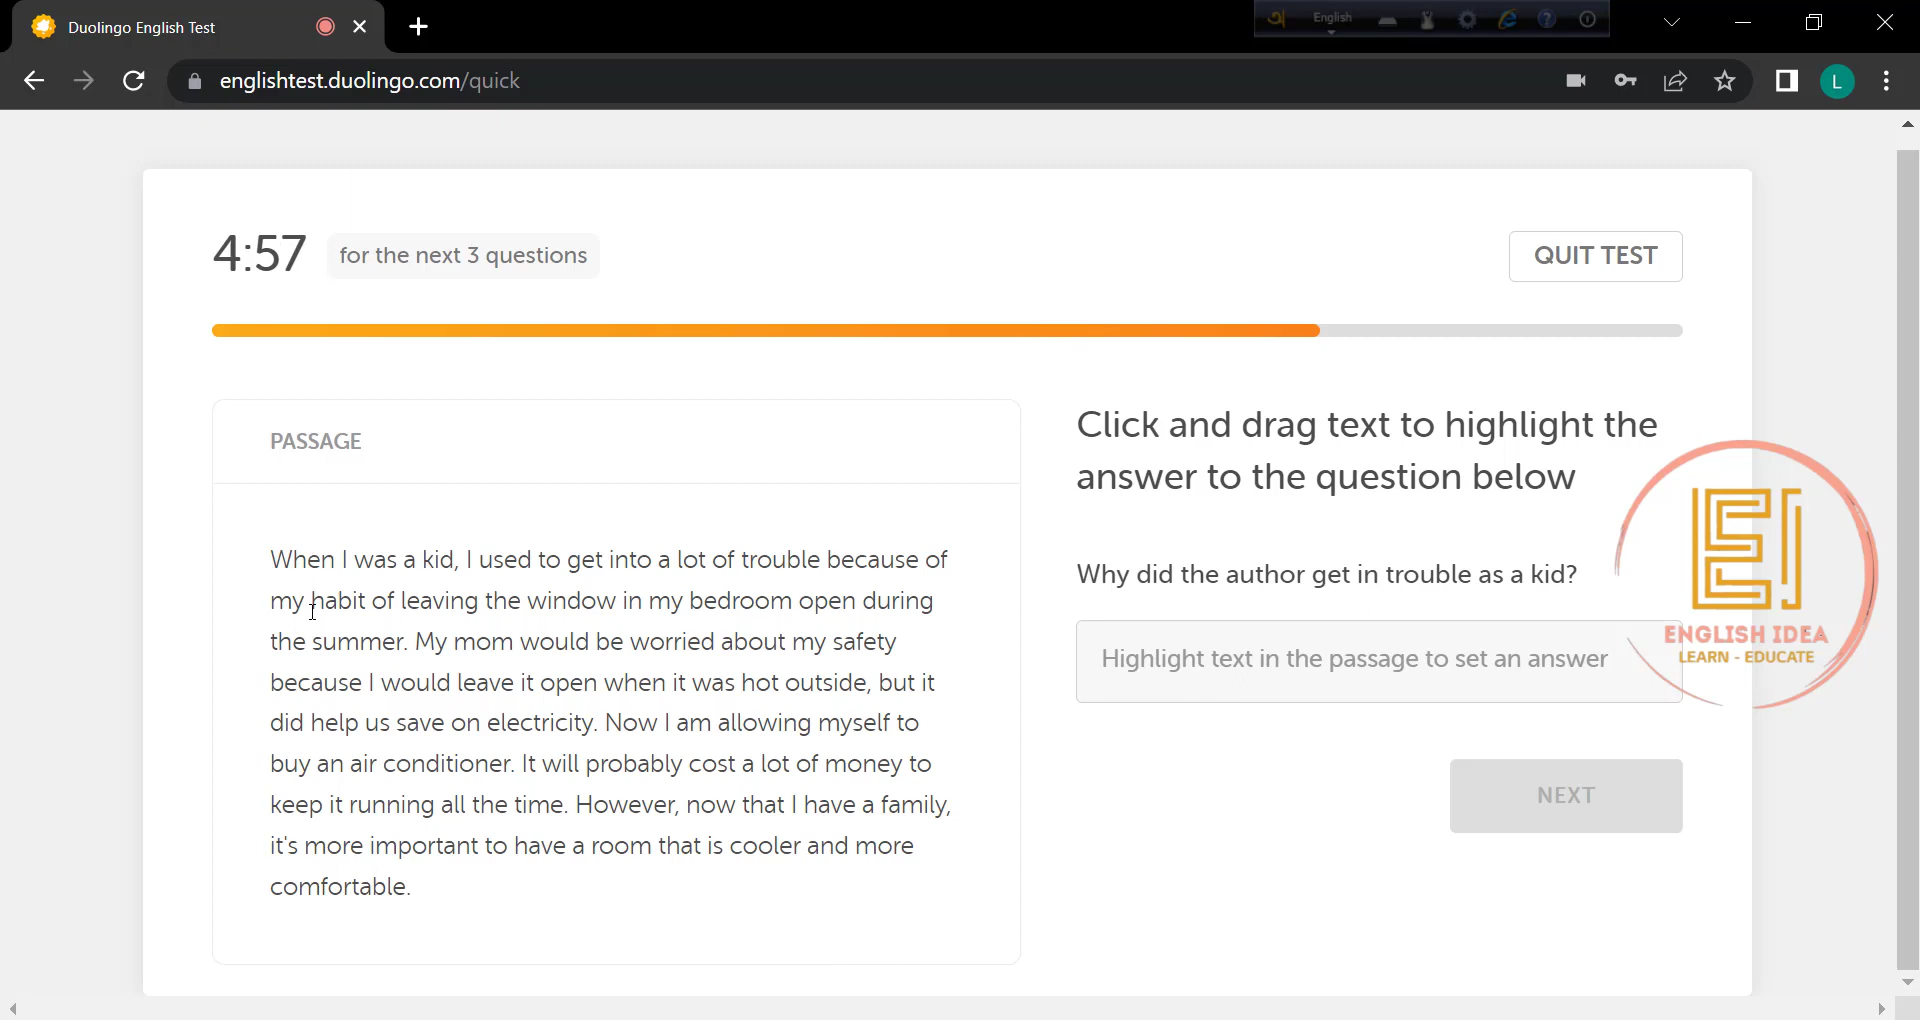 Duolingo English Test
English
englishtest.duolingo.com/quick
L
4:57
for the next 3 questions
QUIT TEST
PASSAGE
When I was a kid, I used to get into a lot of trouble because of
my habit of leaving the window in my bedroom open during
the summer. My mom would be worried about my safety
because I would leave it open when it was hot outside, but it
did help us save on electricity. Now I am allowing myself to
buy an air conditioner. It will probably cost a lot of money to
keep it running all the time. However, now that I have a family,
it's more important to have a room that is cooler and more
comfortable.
Click and drag text to highlight the
answer to the question below
Why did the author get in trouble as a kid?
Highlight text in the passage to set an answer
NEXT
EI
ENGLISH IDEA
LEARN - EDUCATE